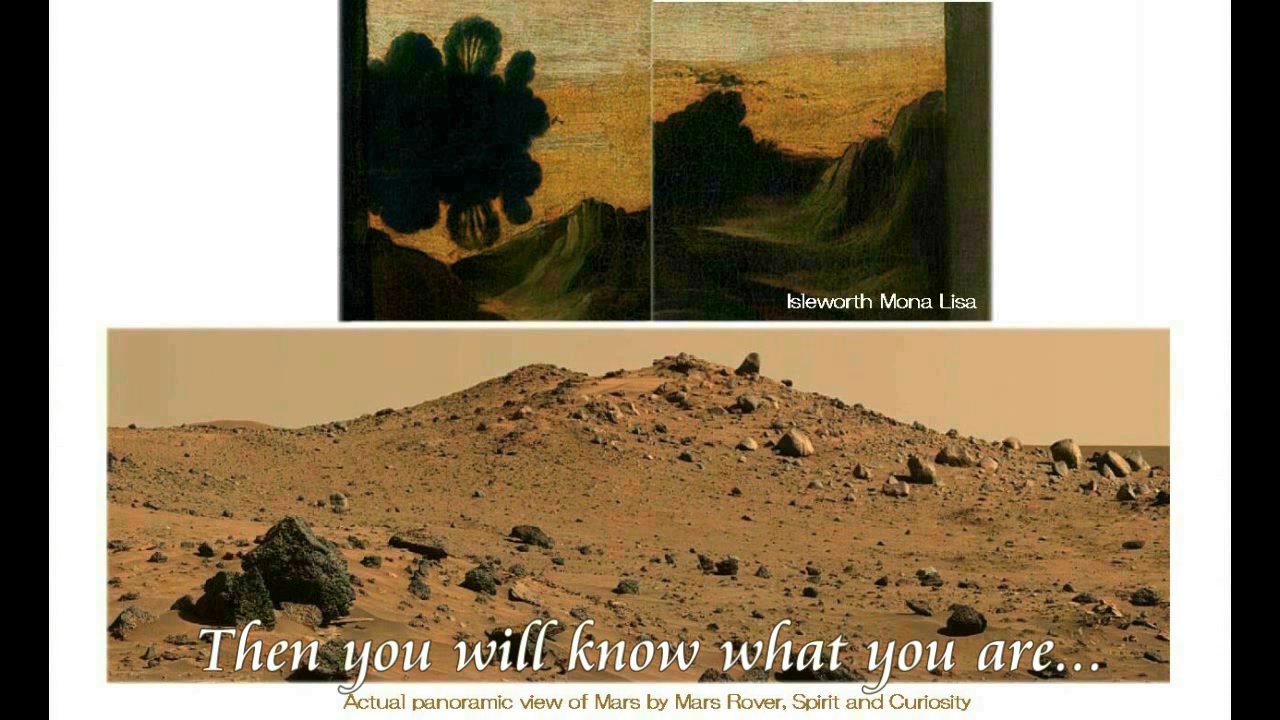 Isleworth Mona Lisa
Then you will know what you are...
Actual panoramic view of Mars by Mars Rover, Spirit and Curiosity